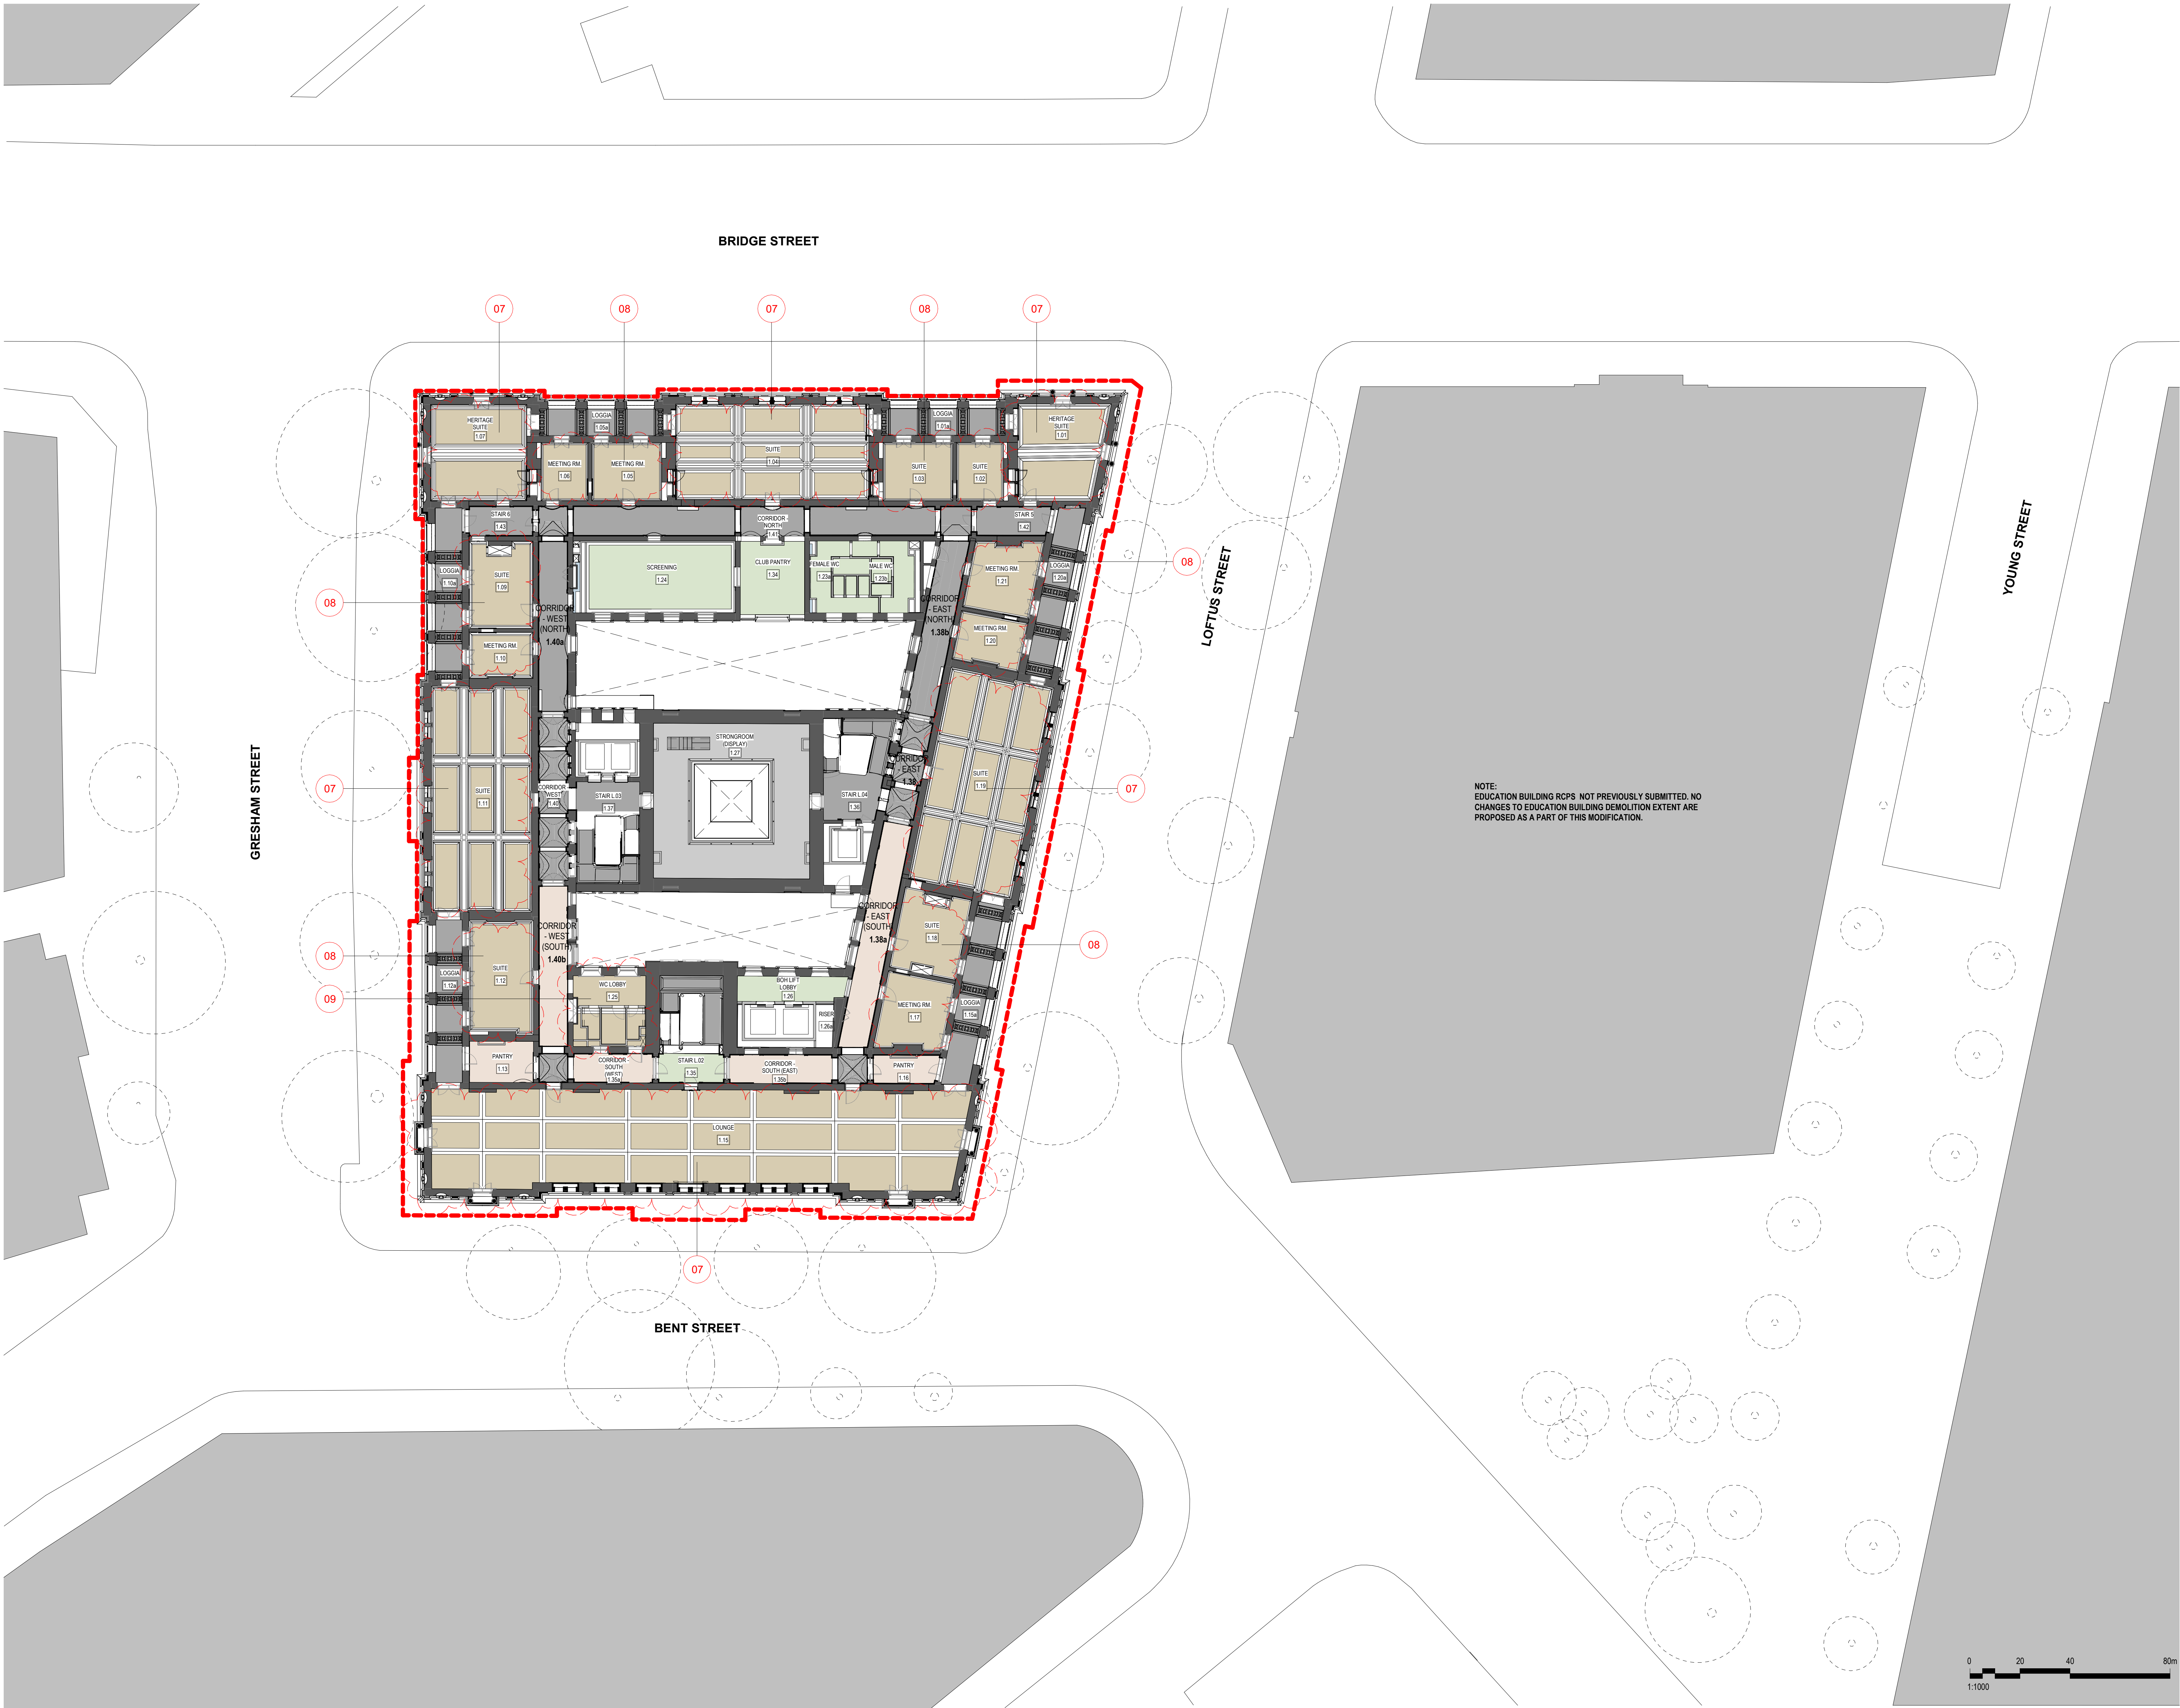 BRIDGE STREET
07
08
07
08
07
HERITAGE
SUITE
1.07
LOGGIA
1.05a
MEETING RM.
1.06
MEETING RM.
1.05
SUITE
1.04
LOGGIA
1.01a
SUITE
1.03
SUITE
1.02
HERITAGE
SUITE
1.01
STAIR 6
1.43
CORRIDOR -
NORTH
1.41
STAIR 5
1.42
LOGGIA
1.10a
SUITE
1.09
SCREENING
1.24
CLUB PANTRY
1.34
FEMALE WC
1.23a
MALE WC
1.23b
MEETING RM.
1.21
LOGGIA
1.20a
08
08
CORRIDOR
- WEST
(NORTH)
1.40a
CORRIDOR
- EAST
(NORTH)
1.38b
MEETING RM.
1.10
MEETING RM.
1.20
LOFTUS STREET
YOUNG STREET
GRESHAM STREET
07
SUITE
1.11
CORRIDOR -
WEST
1.40
STAIR L.03
1.37
STRONGROOM
(DISPLAY)
1.27
STAIR L.04
1.36
CORRIDOR
- EAST
1.38
SUITE
1.19
07
NOTE:
EDUCATION BUILDING RCPS NOT PREVIOUSLY SUBMITTED. NO
CHANGES TO EDUCATION BUILDING DEMOLITION EXTENT ARE
PROPOSED AS A PART OF THIS MODIFICATION.
08
09
LOGGIA
1.12a
SUITE
1.12
CORRIDOR
- WEST
(SOUTH)
1.40b
WC LOBBY
1.25
BOH LIFT
LOBBY
1.26
RISER
1.26a
CORRIDOR
- EAST
(SOUTH)
1.38a
SUITE
1.18
08
MEETING RM.
1.17
LOGGIA
1.15a
PANTRY
1.13
CORRIDOR -
SOUTH
(WEST)
1.35a
STAIR L.02
1.35
CORRIDOR -
SOUTH (EAST)
1.35b
PANTRY
1.16
LOUNGE
1.15
07
BENT STREET
0 20 40 80m
1:1000